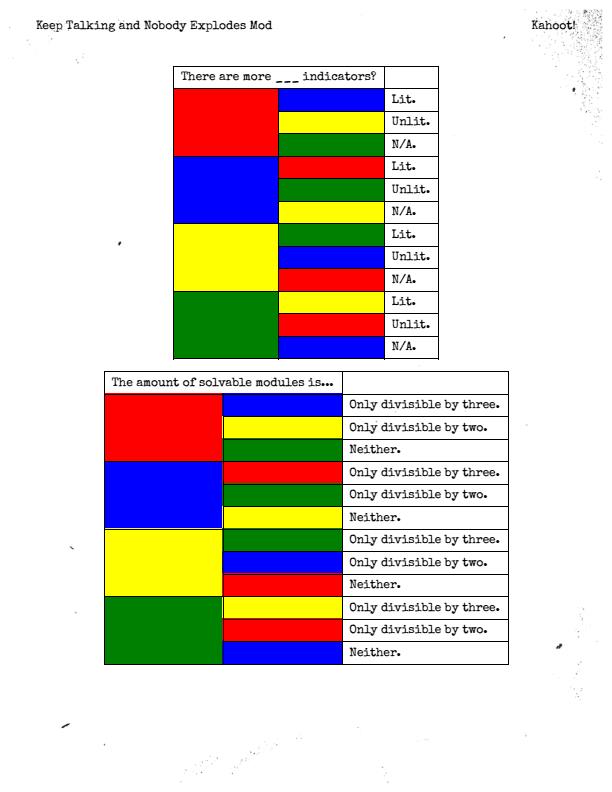 Keep Talking and Nobody Explodes Mod
Kahoot!
There are more ___ indicators?
Lit.
Unlit.
N/A.
Lit.
Unlit.
N/A.
Lit.
Unlit.
N/A.
Lit.
Unlit.
N/A.
The amount of solvable modules is...
Only divisible by three.
Only divisible by two.
Neither.
Only divisible by three.
Only divisible by two.
Neither.
Only divisible by three.
Only divisible by two.
Neither.
Only divisible by three.
Only divisible by two.
Neither.